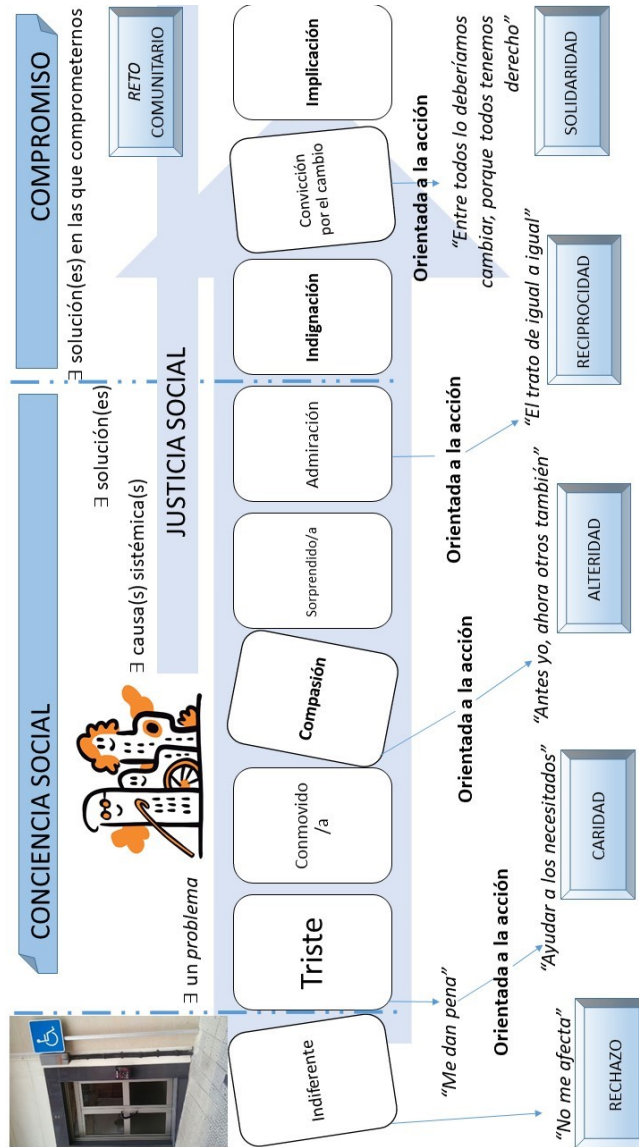 CONCIENCIA SOCIAL
COMPROMISO
∃ un problema
∃ causa(s) sistémica(s)
∃ solución(es)
∃ solución(es) en las que comprometernos
RETO
COMUNITARIO
JUSTICIA SOCIAL
Indiferente
Triste
Conmovido
/a
Compasión
Sorprendido/a
Admiración
Indignación
Convicción
por el cambio
Implicación
“Me dan pena”
Orientada a la acción
Orientada a la acción
Orientada a la acción
Orientada a la acción
“No me afecta”
“Ayudar a los necesitados”
“Antes yo, ahora otros también”
“El trato de igual a igual”
“Entre todos lo deberíamos
cambiar, porque todos tenemos
derecho”
RECHAZO
CARIDAD
ALTERIDAD
RECIPROCIDAD
SOLIDARIDAD